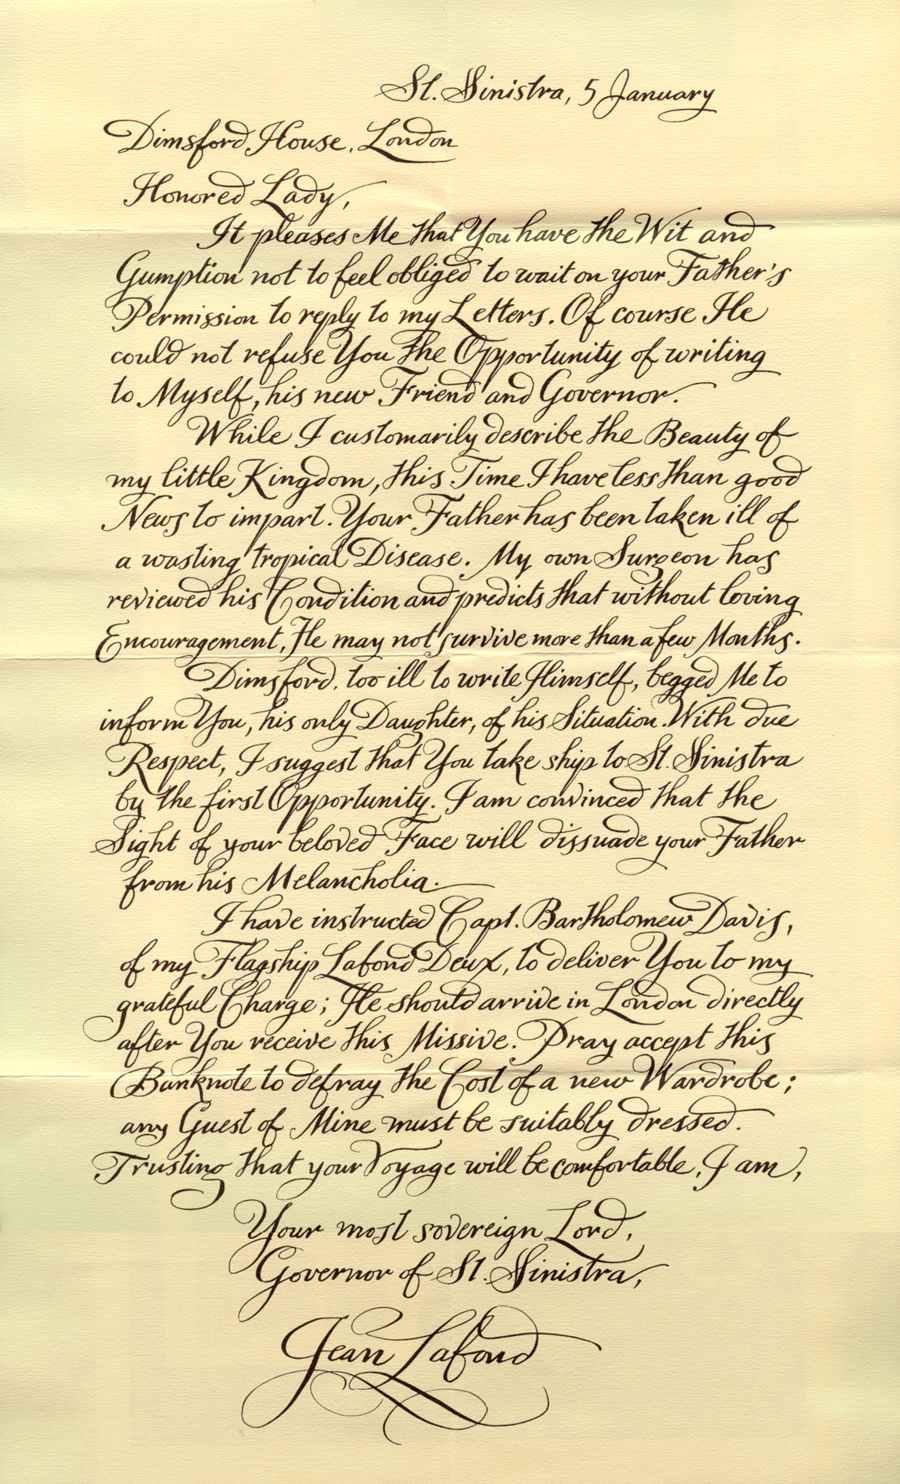 St. Sinistra, 5 January
Dimsford House, London
Honored Lady,
It pleases Me that You have the Wit and
Gumption not to feel obliged to wait on your Father's
Permission to reply to my Letters. Of course He
could not refuse You the Opportunity of writing
to Myself, his new Friend and Governor.
While I customarily describe the Beauty of
my little Kingdom, this Time I have less than good
News to impart. Your Father has been taken ill of
a wasting tropical Disease. My own Surgeon has
reviewed his Condition and predicts that without loving
Encouragement, He may not survive more than a few Months.
Dimsford, too ill to write Himself, begged Me to
inform You, his only Daughter, of his Situation. With due
Respect, I suggest that You take ship to St. Sinistra
by the first Opportunity. I am convinced that the
Sight of your beloved Face will dissuade your Father
from his Melancholia.
I have instructed Capt. Bartholomew Davis,
of my Flagship Lafond Deux, to deliver You to my
grateful Charge; He should arrive in London directly
after You receive this Missive. Pray accept this
Banknote to defray the Cost of a new Wardrobe;
any Guest of Mine must be suitably dressed.
Trusting that your Voyage will be comfortable, I am,
Your most sovereign Lord,
Governor of St. Sinistra,
Jean Lafond